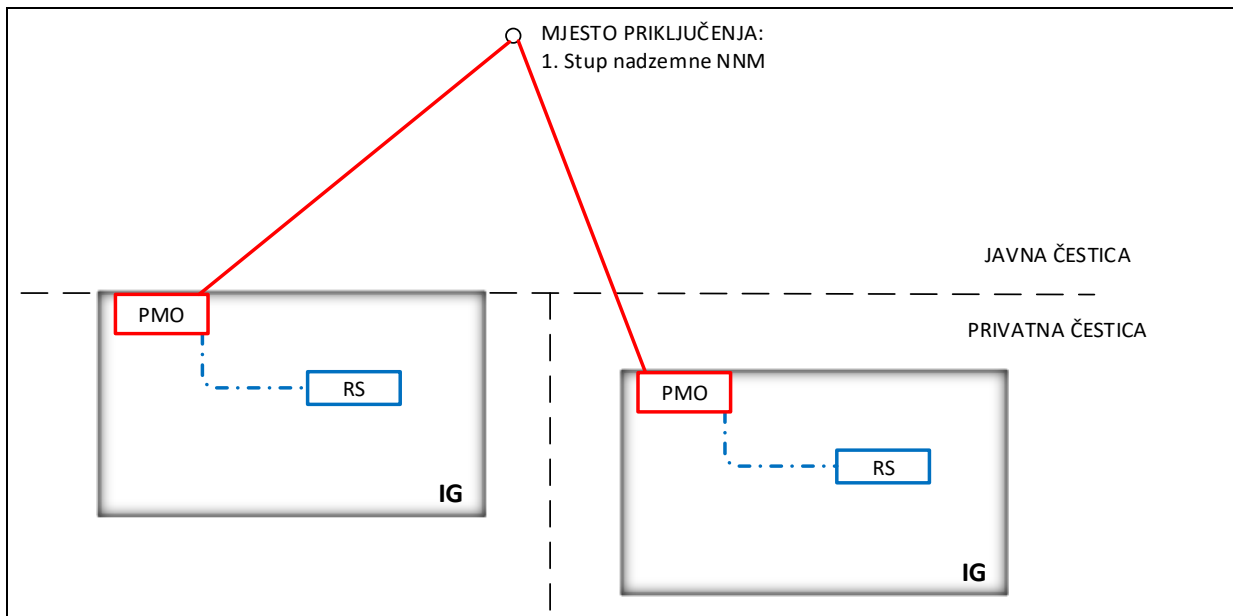 MJESTO PRIKLJUČENJA:
1. Stup nadzemne NNM
JAVNA ČESTICA
PRIVATNA ČESTICA
PMO
RS
IG
PMO
RS
IG